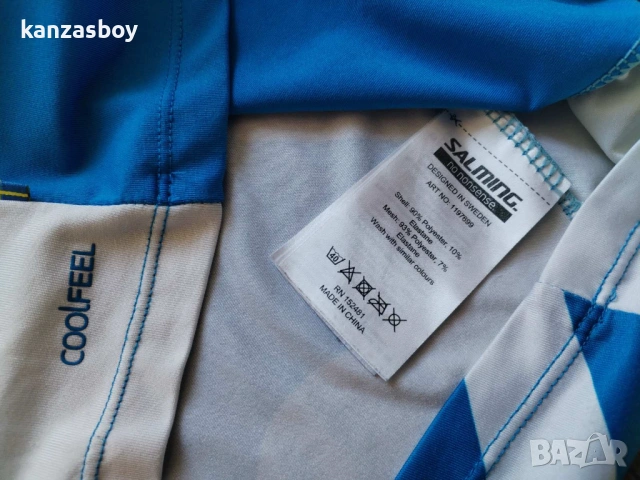 kanzasboy
COOLFEEL
SALMING
no nonsense
DESIGNED IN SWEDEN
ART NO: 1197699
Shell: 90% Polyester, 10%
Elastane
Mesh: 93% Polyester, 7%
Elastane
Wash with similar colours
40
RN 152481
MADE IN CHINA
BAZAR